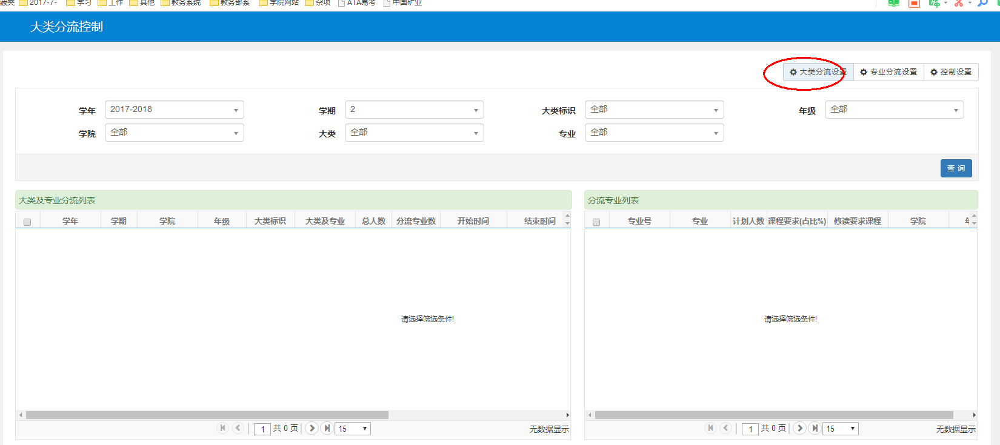 藏夹 2017-7- 学习 工作 其他 教务系统 教务部系 学院网站 杂项 ATA易考 中国矿业
大类分流控制
大类分流设置 专业分流设置 控制设置
学年 2017-2018 学期 2 大类标识 全部 年级 全部
学院 全部 大类 全部 专业 全部
查 询
大类及专业分流列表
学年 学期 学院 年级 大类标识 大类及专业 总人数 分流专业数 开始时间 结束时间
请选择筛选条件!
1 共 0 页 15 无数据显示
分流专业列表
专业号 专业 计划人数 课程要求(占比%) 修读要求课程 学院
请选择筛选条件!
1 共 0 页 15 无数据显示